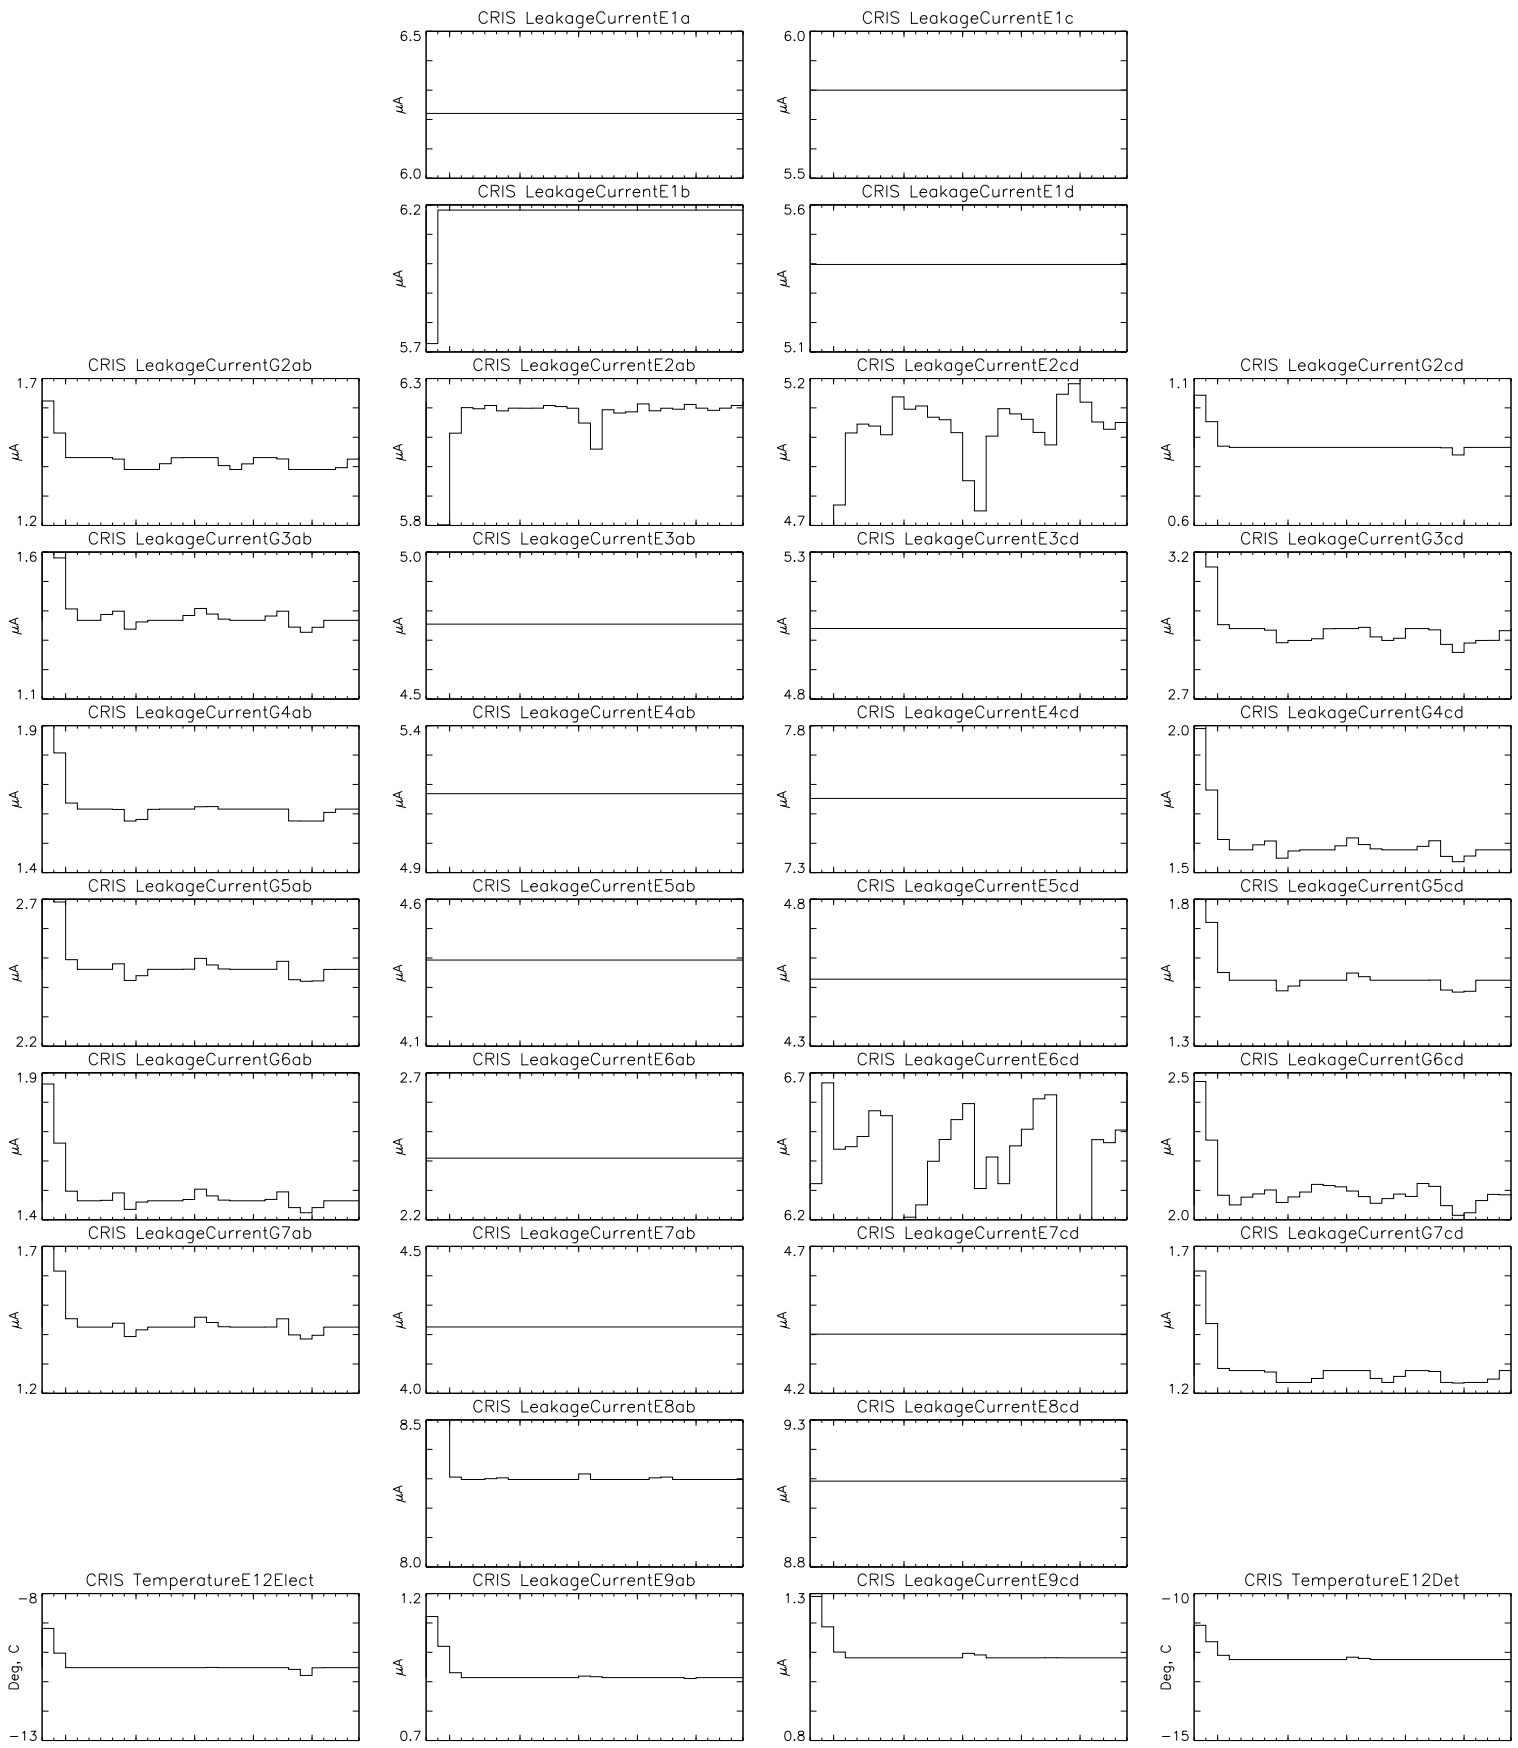 CRIS LeakageCurrentE1a
6.5
μA
6.0
CRIS LeakageCurrentE1c
6.0
μA
5.5
CRIS LeakageCurrentE1b
6.2
μA
5.7
CRIS LeakageCurrentE1d
5.6
μA
5.1
CRIS LeakageCurrentG2ab
1.7
μA
1.2
CRIS LeakageCurrentE2ab
6.3
μA
5.8
CRIS LeakageCurrentE2cd
5.2
μA
4.7
CRIS LeakageCurrentG2cd
1.1
μA
0.6
CRIS LeakageCurrentG3ab
1.6
μA
1.1
CRIS LeakageCurrentE3ab
5.0
μA
4.5
CRIS LeakageCurrentE3cd
5.3
μA
4.8
CRIS LeakageCurrentG3cd
3.2
μA
2.7
CRIS LeakageCurrentG4ab
1.9
μA
1.4
CRIS LeakageCurrentE4ab
5.4
μA
4.9
CRIS LeakageCurrentE4cd
7.8
μA
7.3
CRIS LeakageCurrentG4cd
2.0
μA
1.5
CRIS LeakageCurrentG5ab
2.7
μA
2.2
CRIS LeakageCurrentE5ab
4.6
μA
4.1
CRIS LeakageCurrentE5cd
4.8
μA
4.3
CRIS LeakageCurrentG5cd
1.8
μA
1.3
CRIS LeakageCurrentG6ab
1.9
μA
1.4
CRIS LeakageCurrentE6ab
2.7
μA
2.2
CRIS LeakageCurrentE6cd
6.7
μA
6.2
CRIS LeakageCurrentG6cd
2.5
μA
2.0
CRIS LeakageCurrentG7ab
1.7
μA
1.2
CRIS LeakageCurrentE7ab
4.5
μA
4.0
CRIS LeakageCurrentE7cd
4.7
μA
4.2
CRIS LeakageCurrentG7cd
1.7
μA
1.2
CRIS LeakageCurrentE8ab
8.5
μA
8.0
CRIS LeakageCurrentE8cd
9.3
μA
8.8
CRIS TemperatureE12Elect
-8
Deg, C
-13
CRIS LeakageCurrentE9ab
1.2
μA
0.7
CRIS LeakageCurrentE9cd
1.3
μA
0.8
CRIS TemperatureE12Det
-10
Deg, C
-15